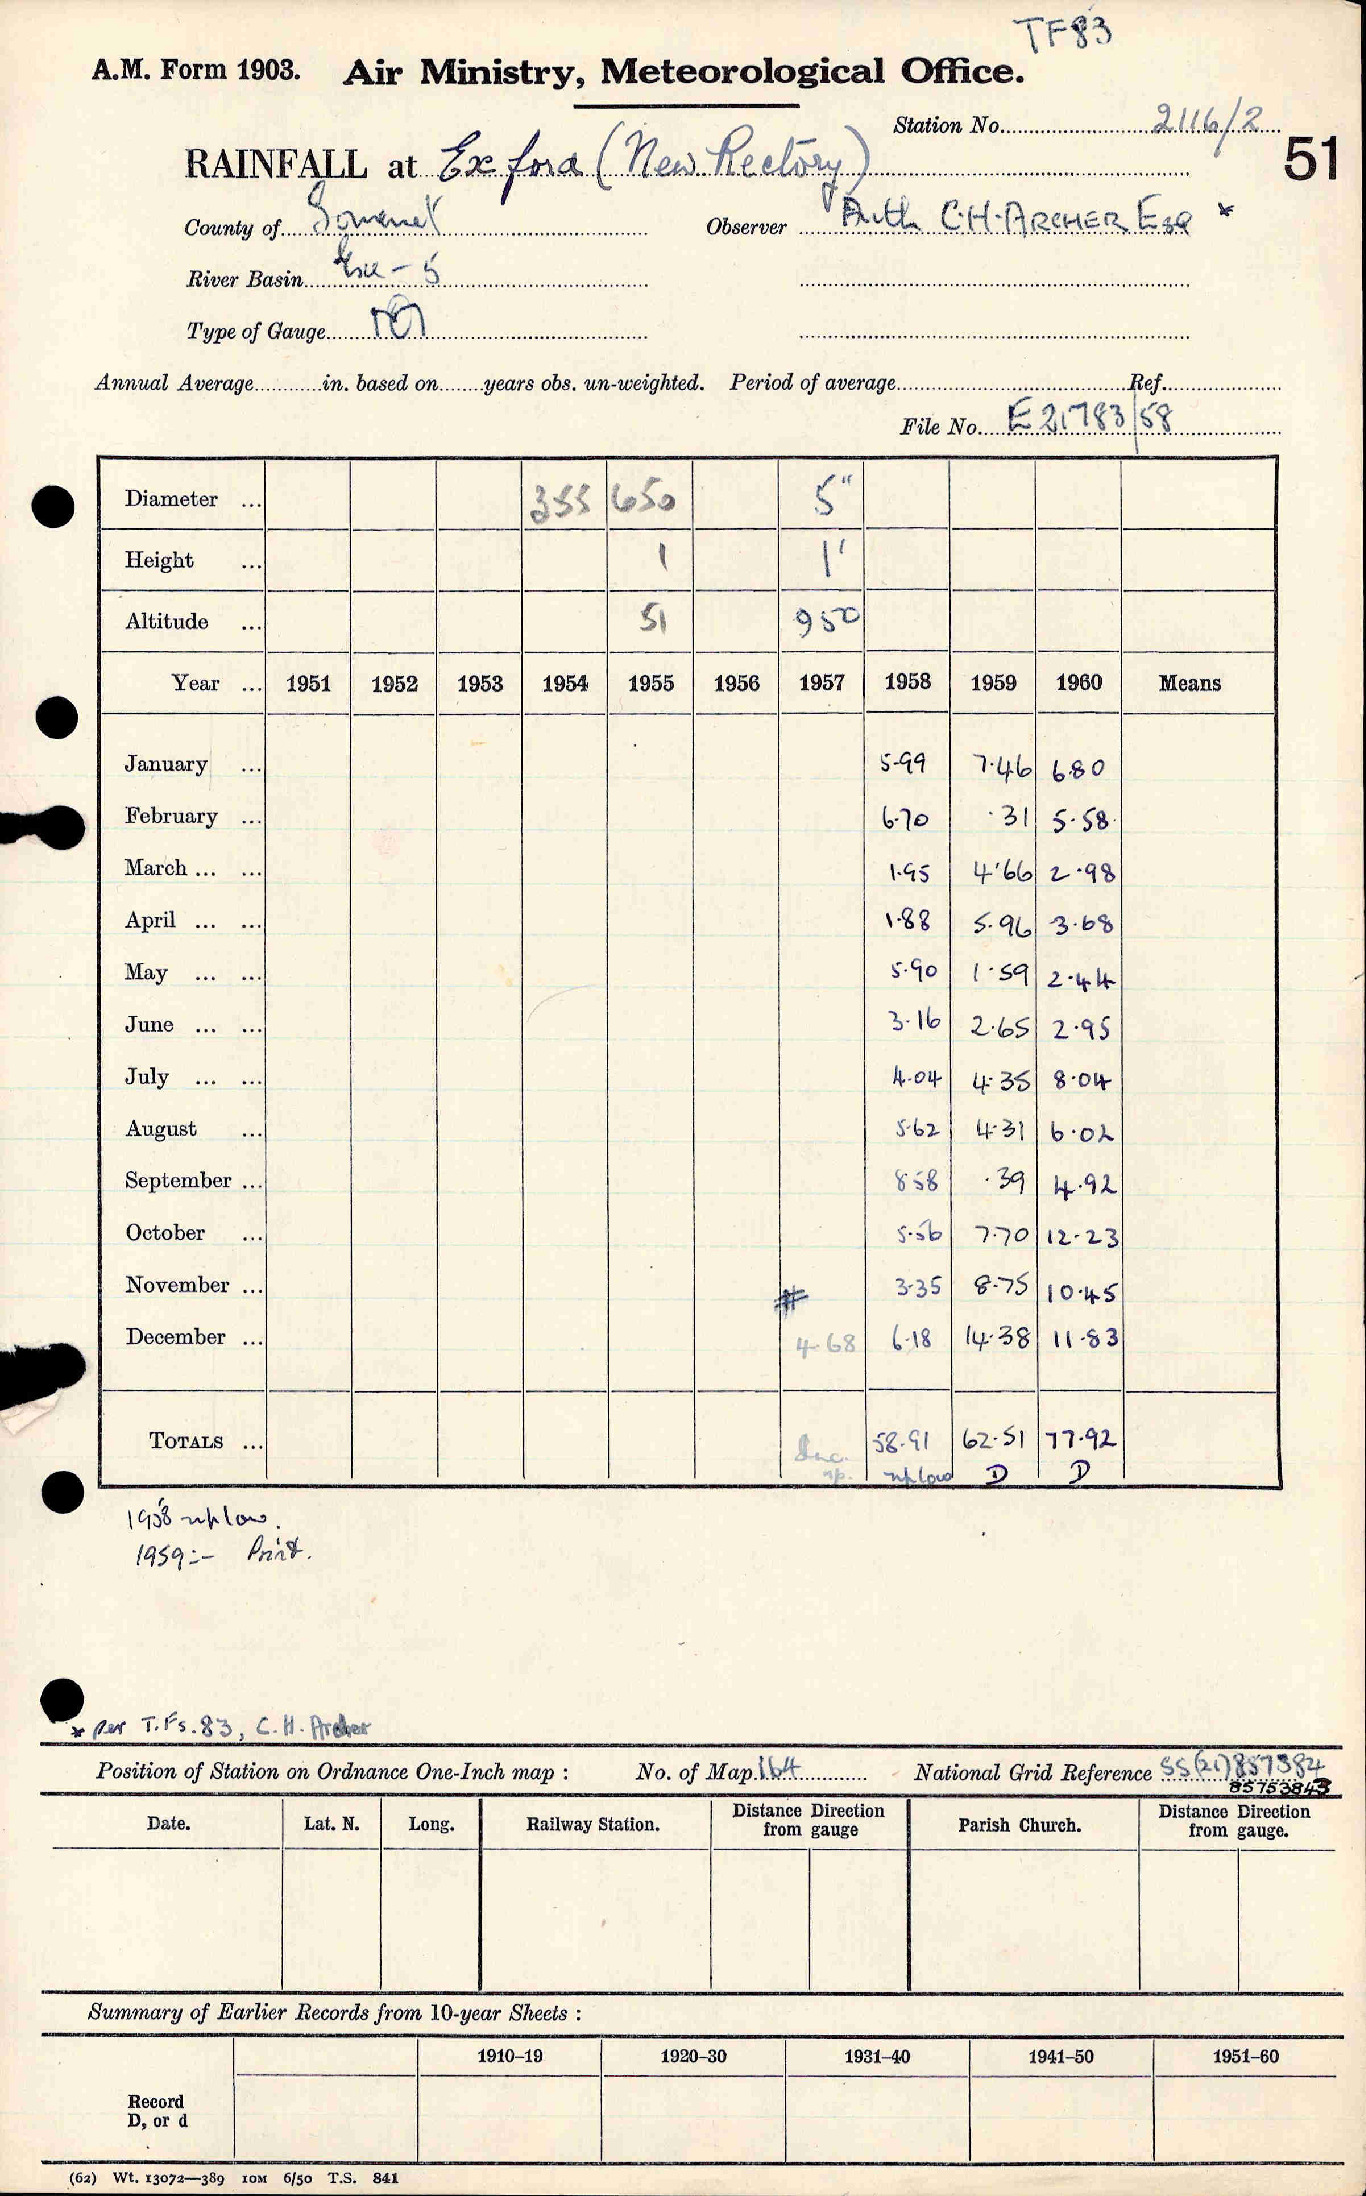 TF83
A.M. Form 1903. Air Ministry, Meteorological Office.
Station No. 2116/2
51
RAINFALL at Exford (New Rectory)
County of Somerset Observer Auth C.H. ARCHER Esq *
River Basin Exe - 5
Type of Gauge
Annual Average in. based on years obs. un-weighted. Period of average Ref.
File No. E21783/58
Diameter ... 355 650 5"
Height ... 1 1'
Altitude ... 51 950
Year ... 1951 1952 1953 1954 1955 1956 1957 1958 1959 1960 Means
January ... 5.99 7.46 6.80
February ... 6.70 .31 5.58
March ... ... 1.95 4.66 2.98
April ... ... 1.88 5.96 3.68
May ... ... 5.90 1.59 2.44
June ... ... 3.16 2.65 2.95
July ... ... 4.04 4.35 8.04
August ... 5.62 4.31 6.02
September ... 8.58 .39 4.92
October ... 5.56 7.70 12.23
November ... # 3.35 8.75 10.45
December ... 4.68 6.18 14.38 11.83
TOTALS ... Inc. 58.91 62.51 77.92
np. np low D D
1958 np low.
1959:- Print.
* per T.Fs.83, C.H. Archer
Position of Station on Ordnance One-Inch map : No. of Map 164 National Grid Reference SS(21)857384
85753843
Date. Lat. N. Long. Railway Station. Distance Direction from gauge Parish Church. Distance Direction from gauge.
Summary of Earlier Records from 10-year Sheets :
1910–19 1920–30 1931–40 1941–50 1951–60
Record
D, or d
(62) Wt. 13072—389 10M 6/50 T.S. 841